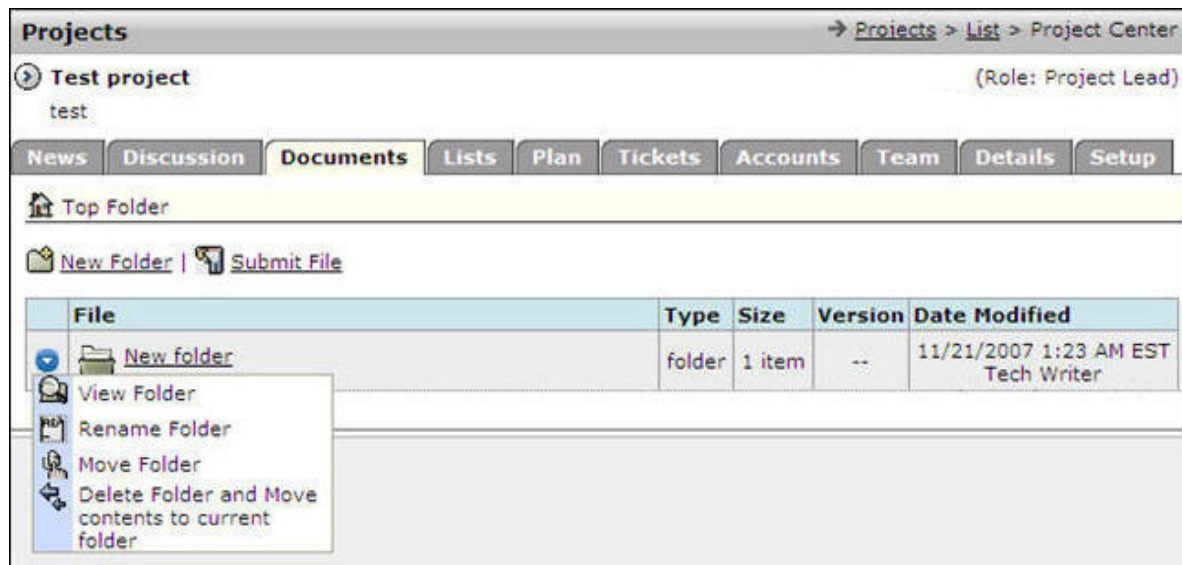 Projects
Projects > List > Project Center
Test project
(Role: Project Lead)
test
News Discussion Documents Lists Plan Tickets Accounts Team Details Setup
Top Folder
New Folder | Submit File
File Type Size Version Date Modified
New folder folder 1 item -- 11/21/2007 1:23 AM EST
Tech Writer
View Folder
Rename Folder
Move Folder
Delete Folder and Move
contents to current
folder